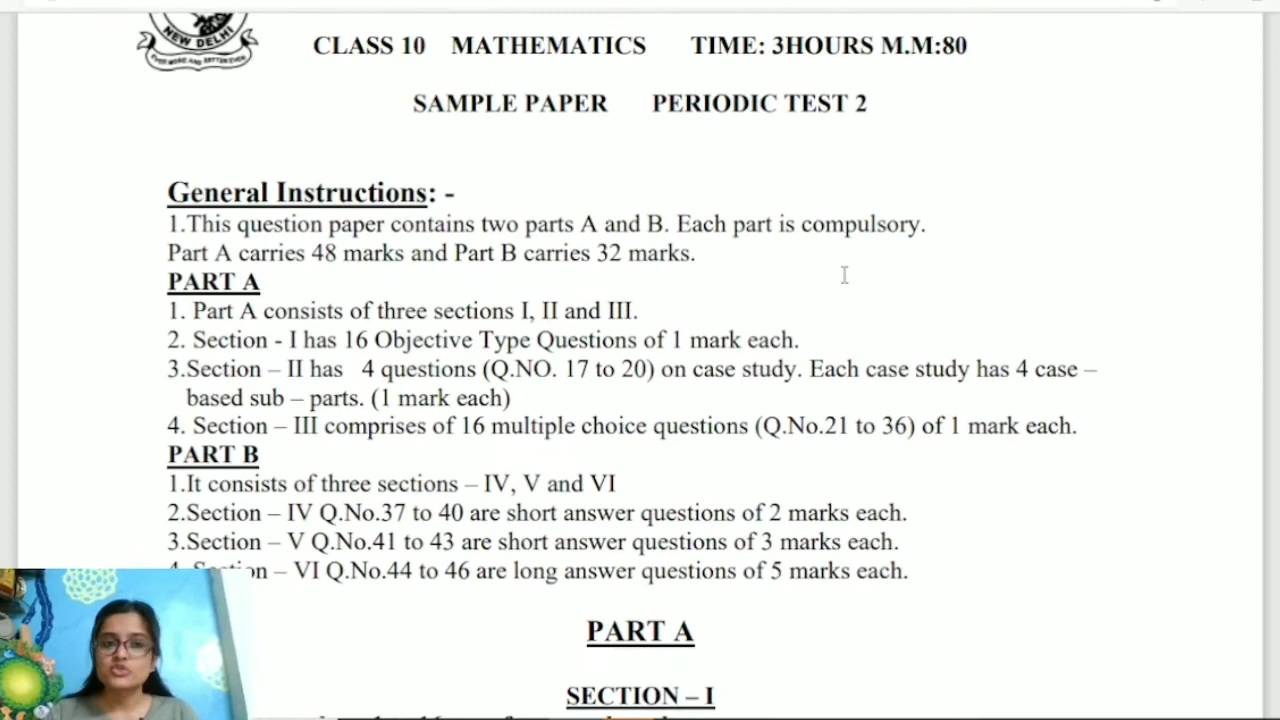 NEW DELHI
CLASS 10 MATHEMATICS TIME: 3HOURS M.M:80
SAMPLE PAPER PERIODIC TEST 2
General Instructions: -
1.This question paper contains two parts A and B. Each part is compulsory.
Part A carries 48 marks and Part B carries 32 marks.
PART A
1. Part A consists of three sections I, II and III.
2. Section - I has 16 Objective Type Questions of 1 mark each.
3.Section – II has 4 questions (Q.NO. 17 to 20) on case study. Each case study has 4 case –
based sub – parts. (1 mark each)
4. Section – III comprises of 16 multiple choice questions (Q.No.21 to 36) of 1 mark each.
PART B
1.It consists of three sections – IV, V and VI
2.Section – IV Q.No.37 to 40 are short answer questions of 2 marks each.
3.Section – V Q.No.41 to 43 are short answer questions of 3 marks each.
– VI Q.No.44 to 46 are long answer questions of 5 marks each.
PART A
SECTION – I